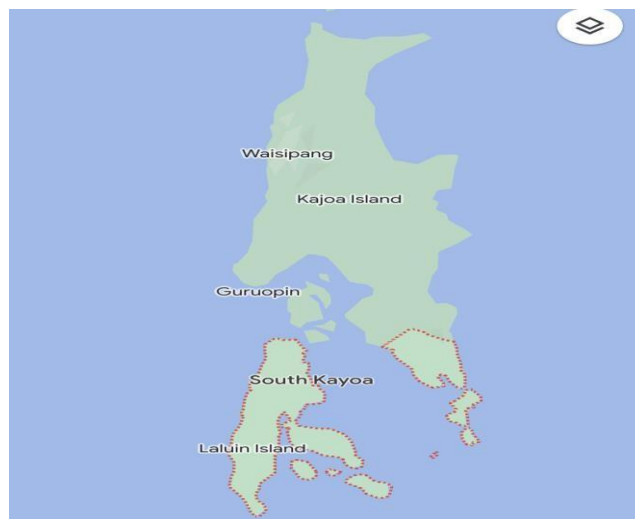 Waisipang
Kajoa Island
Guruopin
South Kayoa
Laluin Island